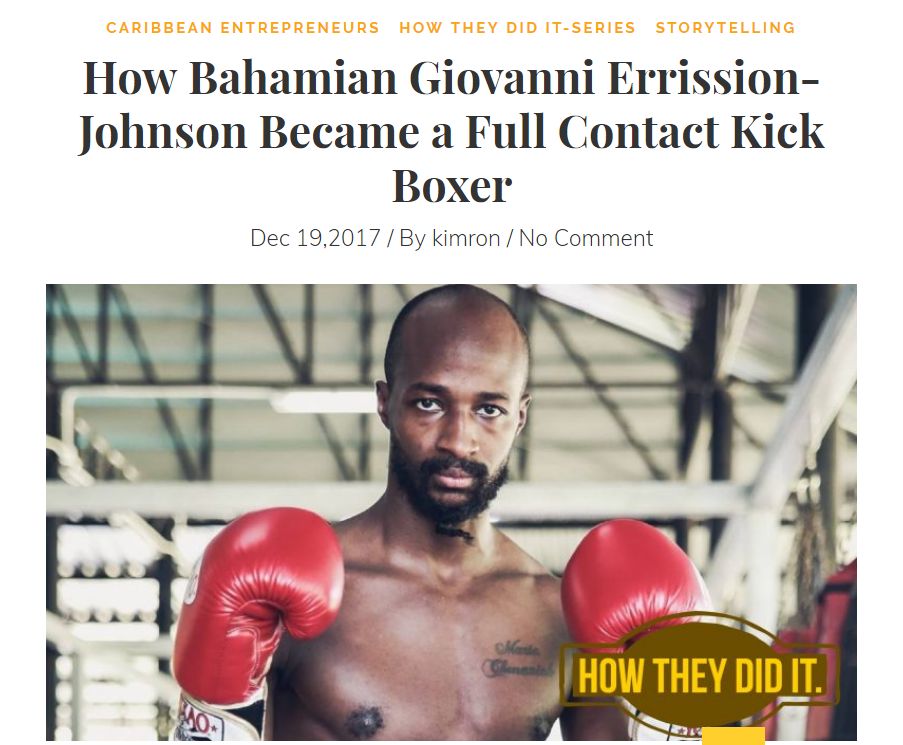 CARIBBEAN ENTREPRENEURS HOW THEY DID IT-SERIES STORYTELLING
How Bahamian Giovanni Errission-
Johnson Became a Full Contact Kick
Boxer
Dec 19,2017 / By kimron / No Comment
HOW THEY DID IT.